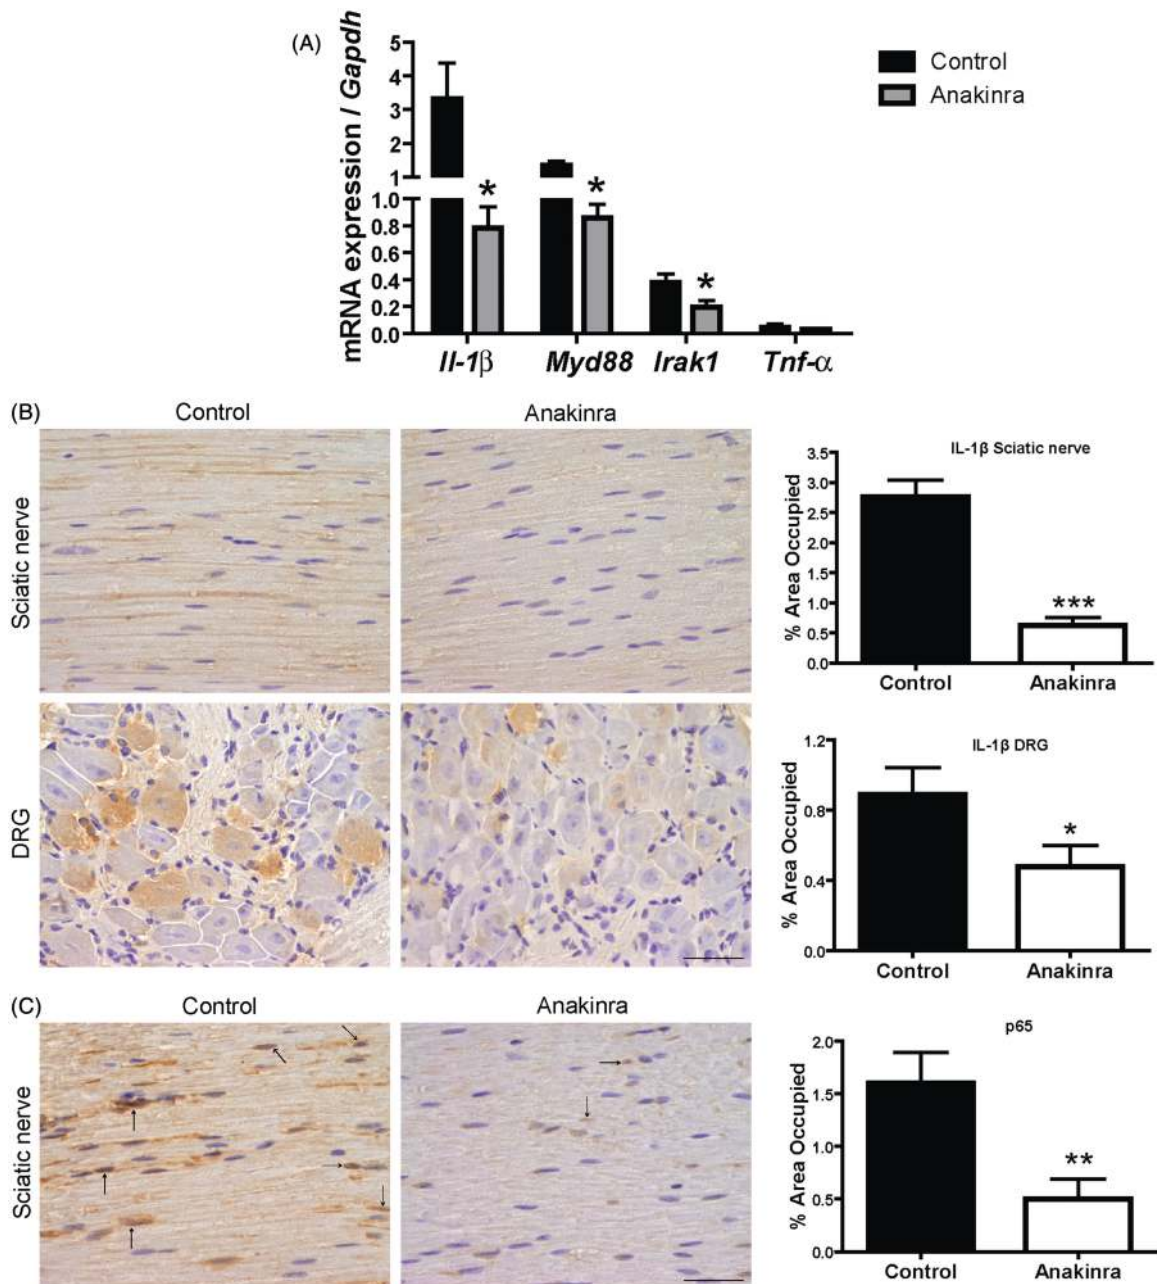 (A)
mRNA expression / Gapdh
5
4
3
2
1
1.0
0.8
0.6
0.4
0.2
0.0
* * *
Il-1β Myd88 Irak1 Tnf-α
Control
Anakinra
(B)
Control Anakinra
Sciatic nerve
DRG
IL-1β Sciatic nerve
% Area Occupied
3.5
3.0
2.5
2.0
1.5
1.0
0.5
0.0
***
Control Anakinra
IL-1β DRG
% Area Occupied
1.2
0.8
0.4
0.0
*
Control Anakinra
(C)
Control Anakinra
Sciatic nerve
p65
% Area Occupied
2.0
1.5
1.0
0.5
0.0
**
Control Anakinra